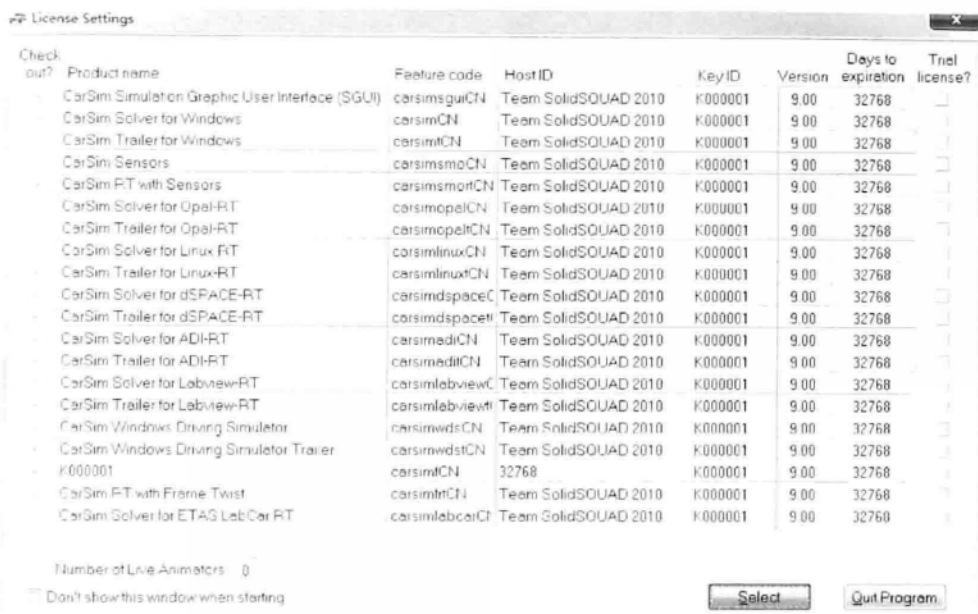 License Settings
Check out? Product name Feature code Host ID Key ID Version Days to expiration Trial license?
CarSim Simulation Graphic User Interface (SGUI) carsimsguiCN Team SolidSQUAD 2010 K000001 9.00 32768
CarSim Solver for Windows carsimCN Team SolidSQUAD 2010 K000001 9.00 32768
CarSim Trailer for Windows carsimtCN Team SolidSQUAD 2010 K000001 9.00 32768
CarSim Sensors carsimsmoCN Team SolidSQUAD 2010 K000001 9.00 32768
CarSim RT with Sensors carsimsmortCN Team SolidSQUAD 2010 K000001 9.00 32768
CarSim Solver for Opal-RT carsimopalCN Team SolidSQUAD 2010 K000001 9.00 32768
CarSim Trailer for Opal-RT carsimopaltCN Team SolidSQUAD 2010 K000001 9.00 32768
CarSim Solver for Linux RT carsimlinuxCN Team SolidSQUAD 2010 K000001 9.00 32768
CarSim Trailer for Linux-RT carsimlinuxtCN Team SolidSQUAD 2010 K000001 9.00 32768
CarSim Solver for dSPACE-RT carsimdspaceC Team SolidSQUAD 2010 K000001 9.00 32768
CarSim Trailer for dSPACE-RT carsimdspacet Team SolidSQUAD 2010 K000001 9.00 32768
CarSim Solver for ADI-RT carsimadiCN Team SolidSQUAD 2010 K000001 9.00 32768
CarSim Trailer for ADI-RT carsimaditCN Team SolidSQUAD 2010 K000001 9.00 32768
CarSim Solver for Labview-RT carsimlabviewC Team SolidSQUAD 2010 K000001 9.00 32768
CarSim Trailer for Labview-RT carsimlabviewt Team SolidSQUAD 2010 K000001 9.00 32768
CarSim Windows Driving Simulator carsimwdsCN Team SolidSQUAD 2010 K000001 9.00 32768
CarSim Windows Driving Simulator Trailer carsimwdstCN Team SolidSQUAD 2010 K000001 9.00 32768
K000001 carsimfCN 32768 K000001 9.00 32768
CarSim RT with Frame Twist carsimftrtCN Team SolidSQUAD 2010 K000001 9.00 32768
CarSim Solver for ETAS LabCar RT carsimlabcarC Team SolidSQUAD 2010 K000001 9.00 32768
Number of Live Animators 0
Don't show this window when starting
Select Quit Program